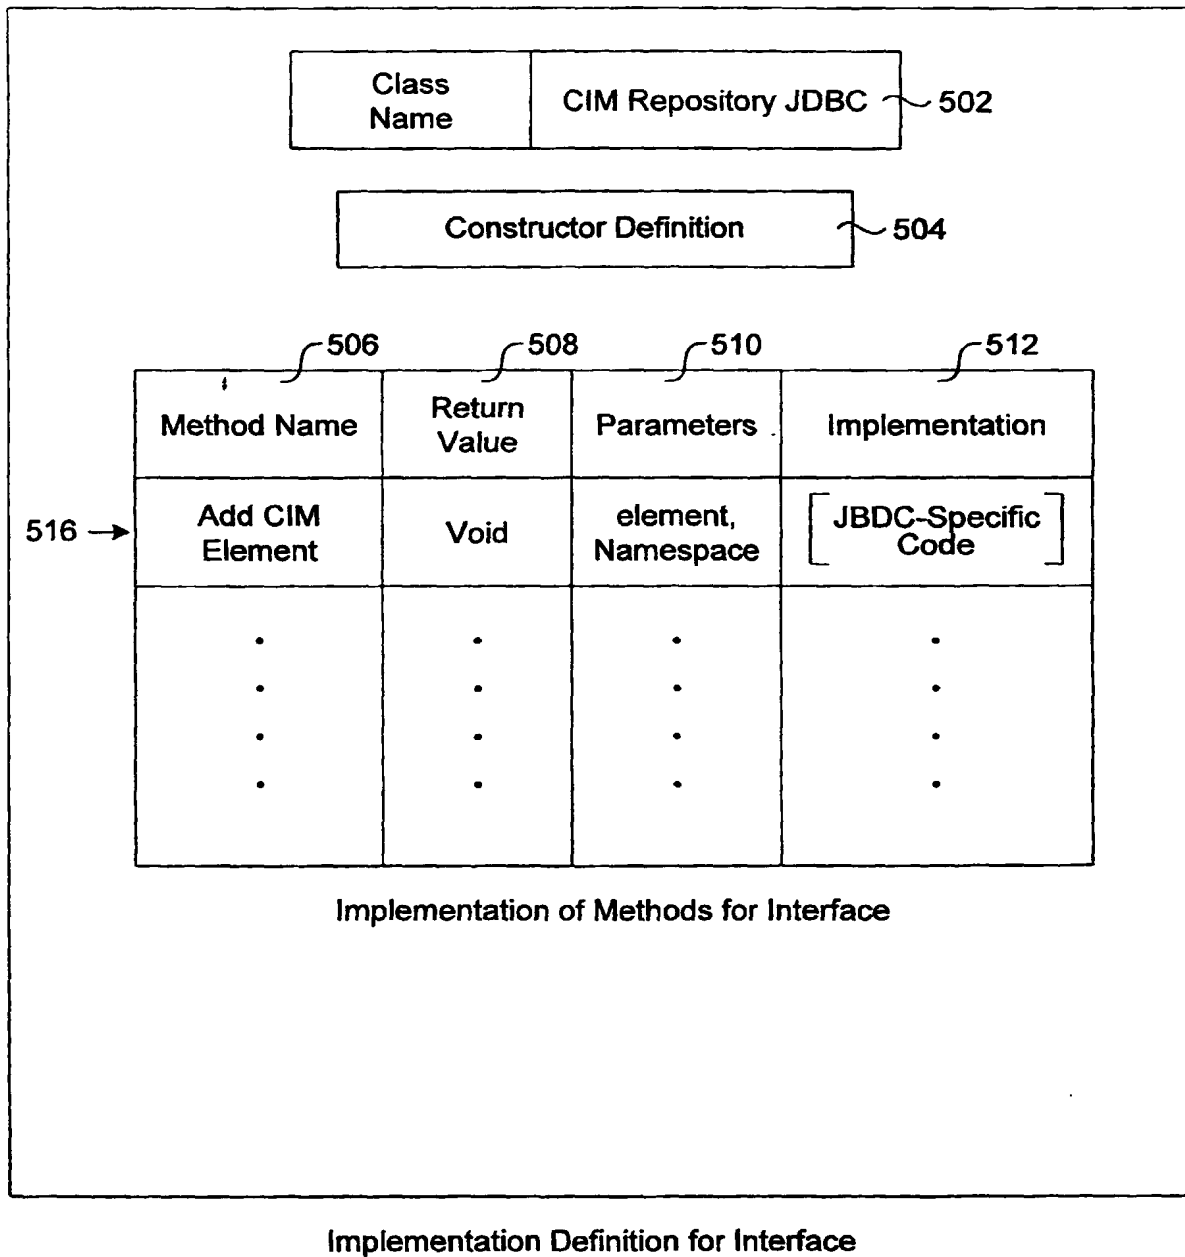 Class
Name
CIM Repository JDBC
502
Constructor Definition
504
506
508
510
512
Method Name
Return
Value
Parameters
Implementation
516
Add CIM
Element
Void
element,
Namespace
JBDC-Specific
Code
Implementation of Methods for Interface
Implementation Definition for Interface